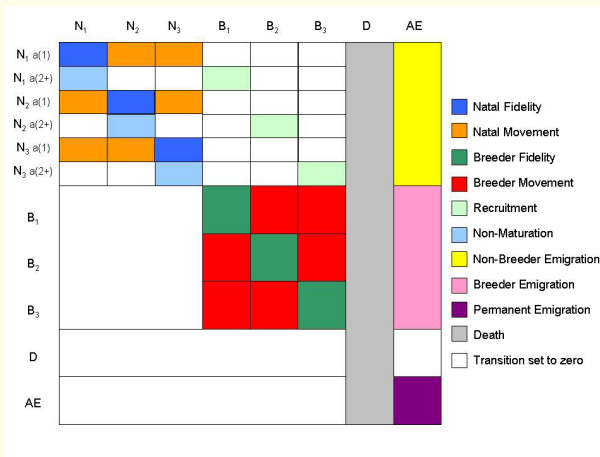 N₁ N₂ N₃ B₁ B₂ B₃ D AE
N₁ a(1)
N₁ a(2+)
N₂ a(1)
N₂ a(2+)
N₃ a(1)
N₃ a(2+)
B₁
B₂
B₃
D
AE
Natal Fidelity
Natal Movement
Breeder Fidelity
Breeder Movement
Recruitment
Non-Maturation
Non-Breeder Emigration
Breeder Emigration
Permanent Emigration
Death
Transition set to zero